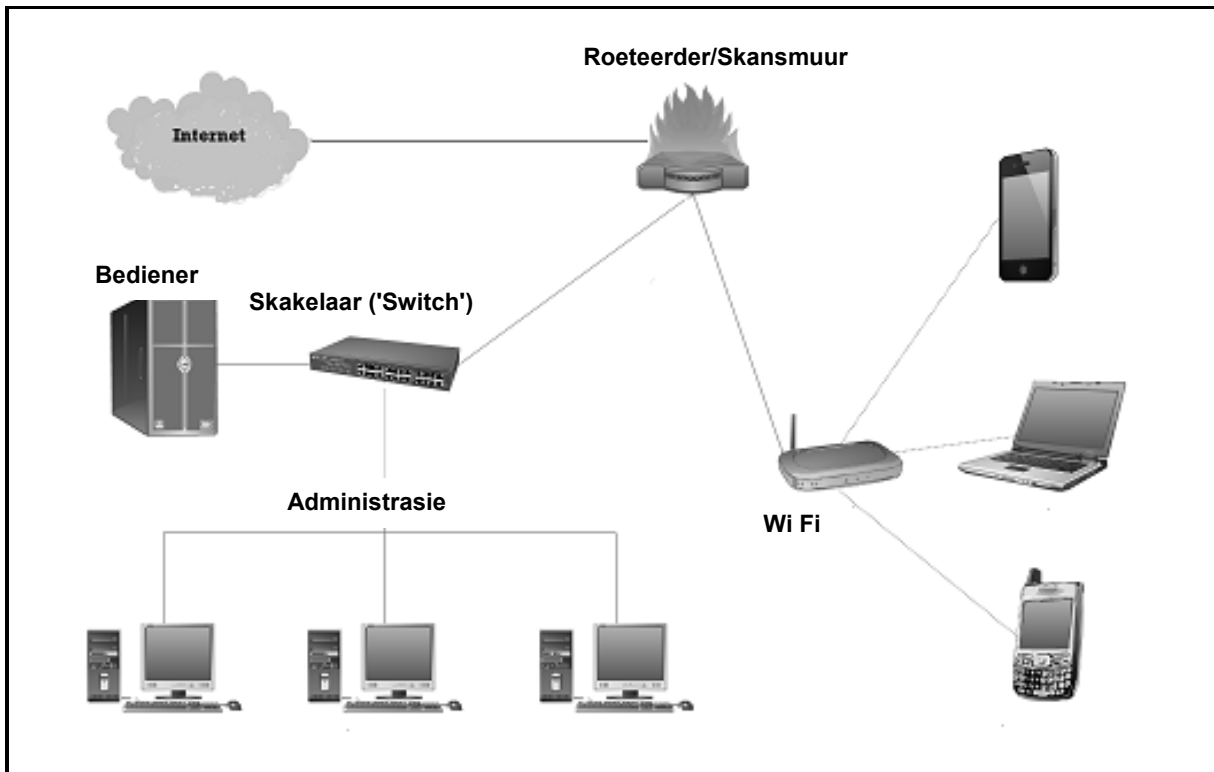 Roeteerder/Skansmuur
Internet
Bediener
Skakelaar ('Switch')
Administrasie
Wi Fi